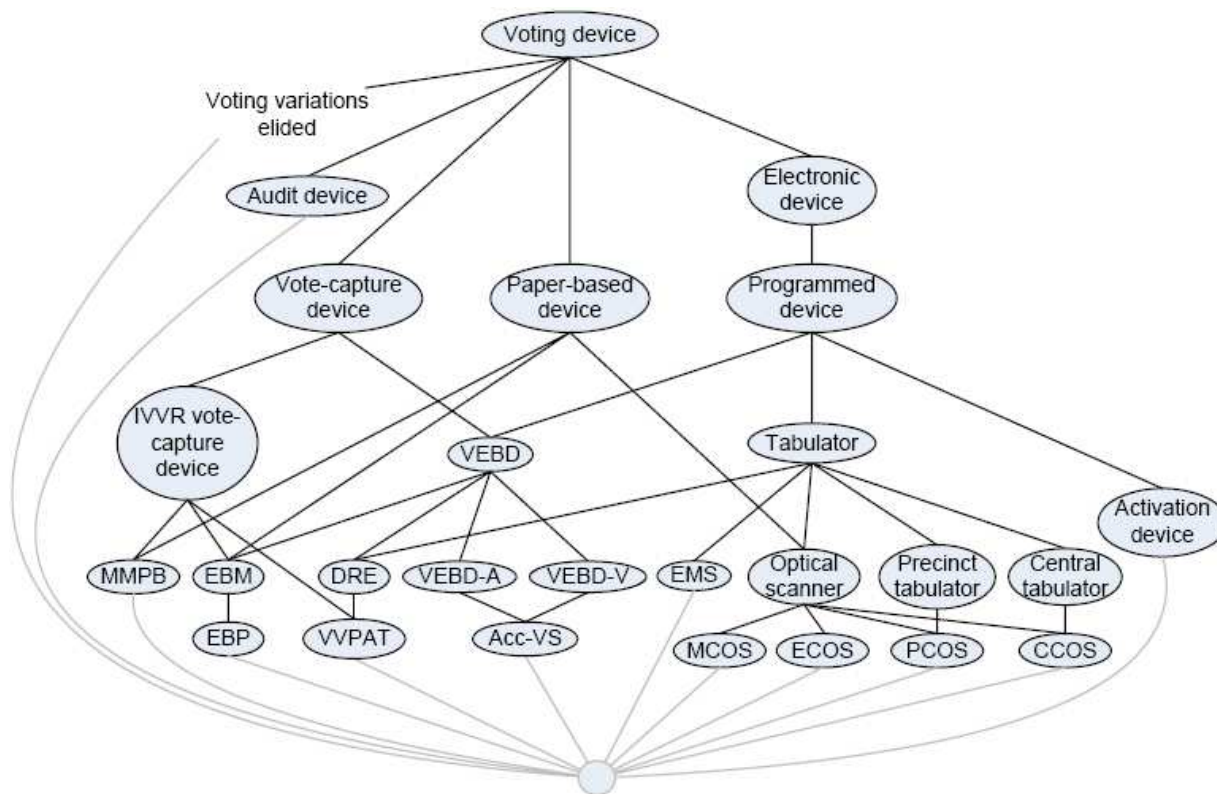 Voting device
Voting variations
elided
Audit device
Electronic
device
Vote-capture
device
Paper-based
device
Programmed
device
IVVR vote-
capture
device
VEBD
Tabulator
Activation
device
MMPB
EBM
DRE
VEBD-A
VEBD-V
EMS
Optical
scanner
Precinct
tabulator
Central
tabulator
EBP
VVPAT
Acc-VS
MCOS
ECOS
PCOS
CCOS